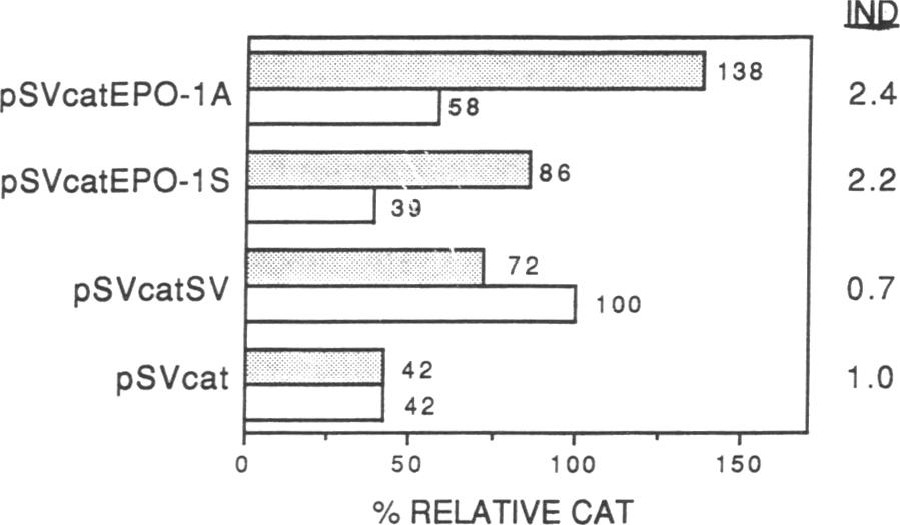 IND
pSVcatEPO-1A 138 2.4
58
pSVcatEPO-1S 86 2.2
39
pSVcatSV 72 0.7
100
pSVcat 42 1.0
42
0 50 100 150
% RELATIVE CAT